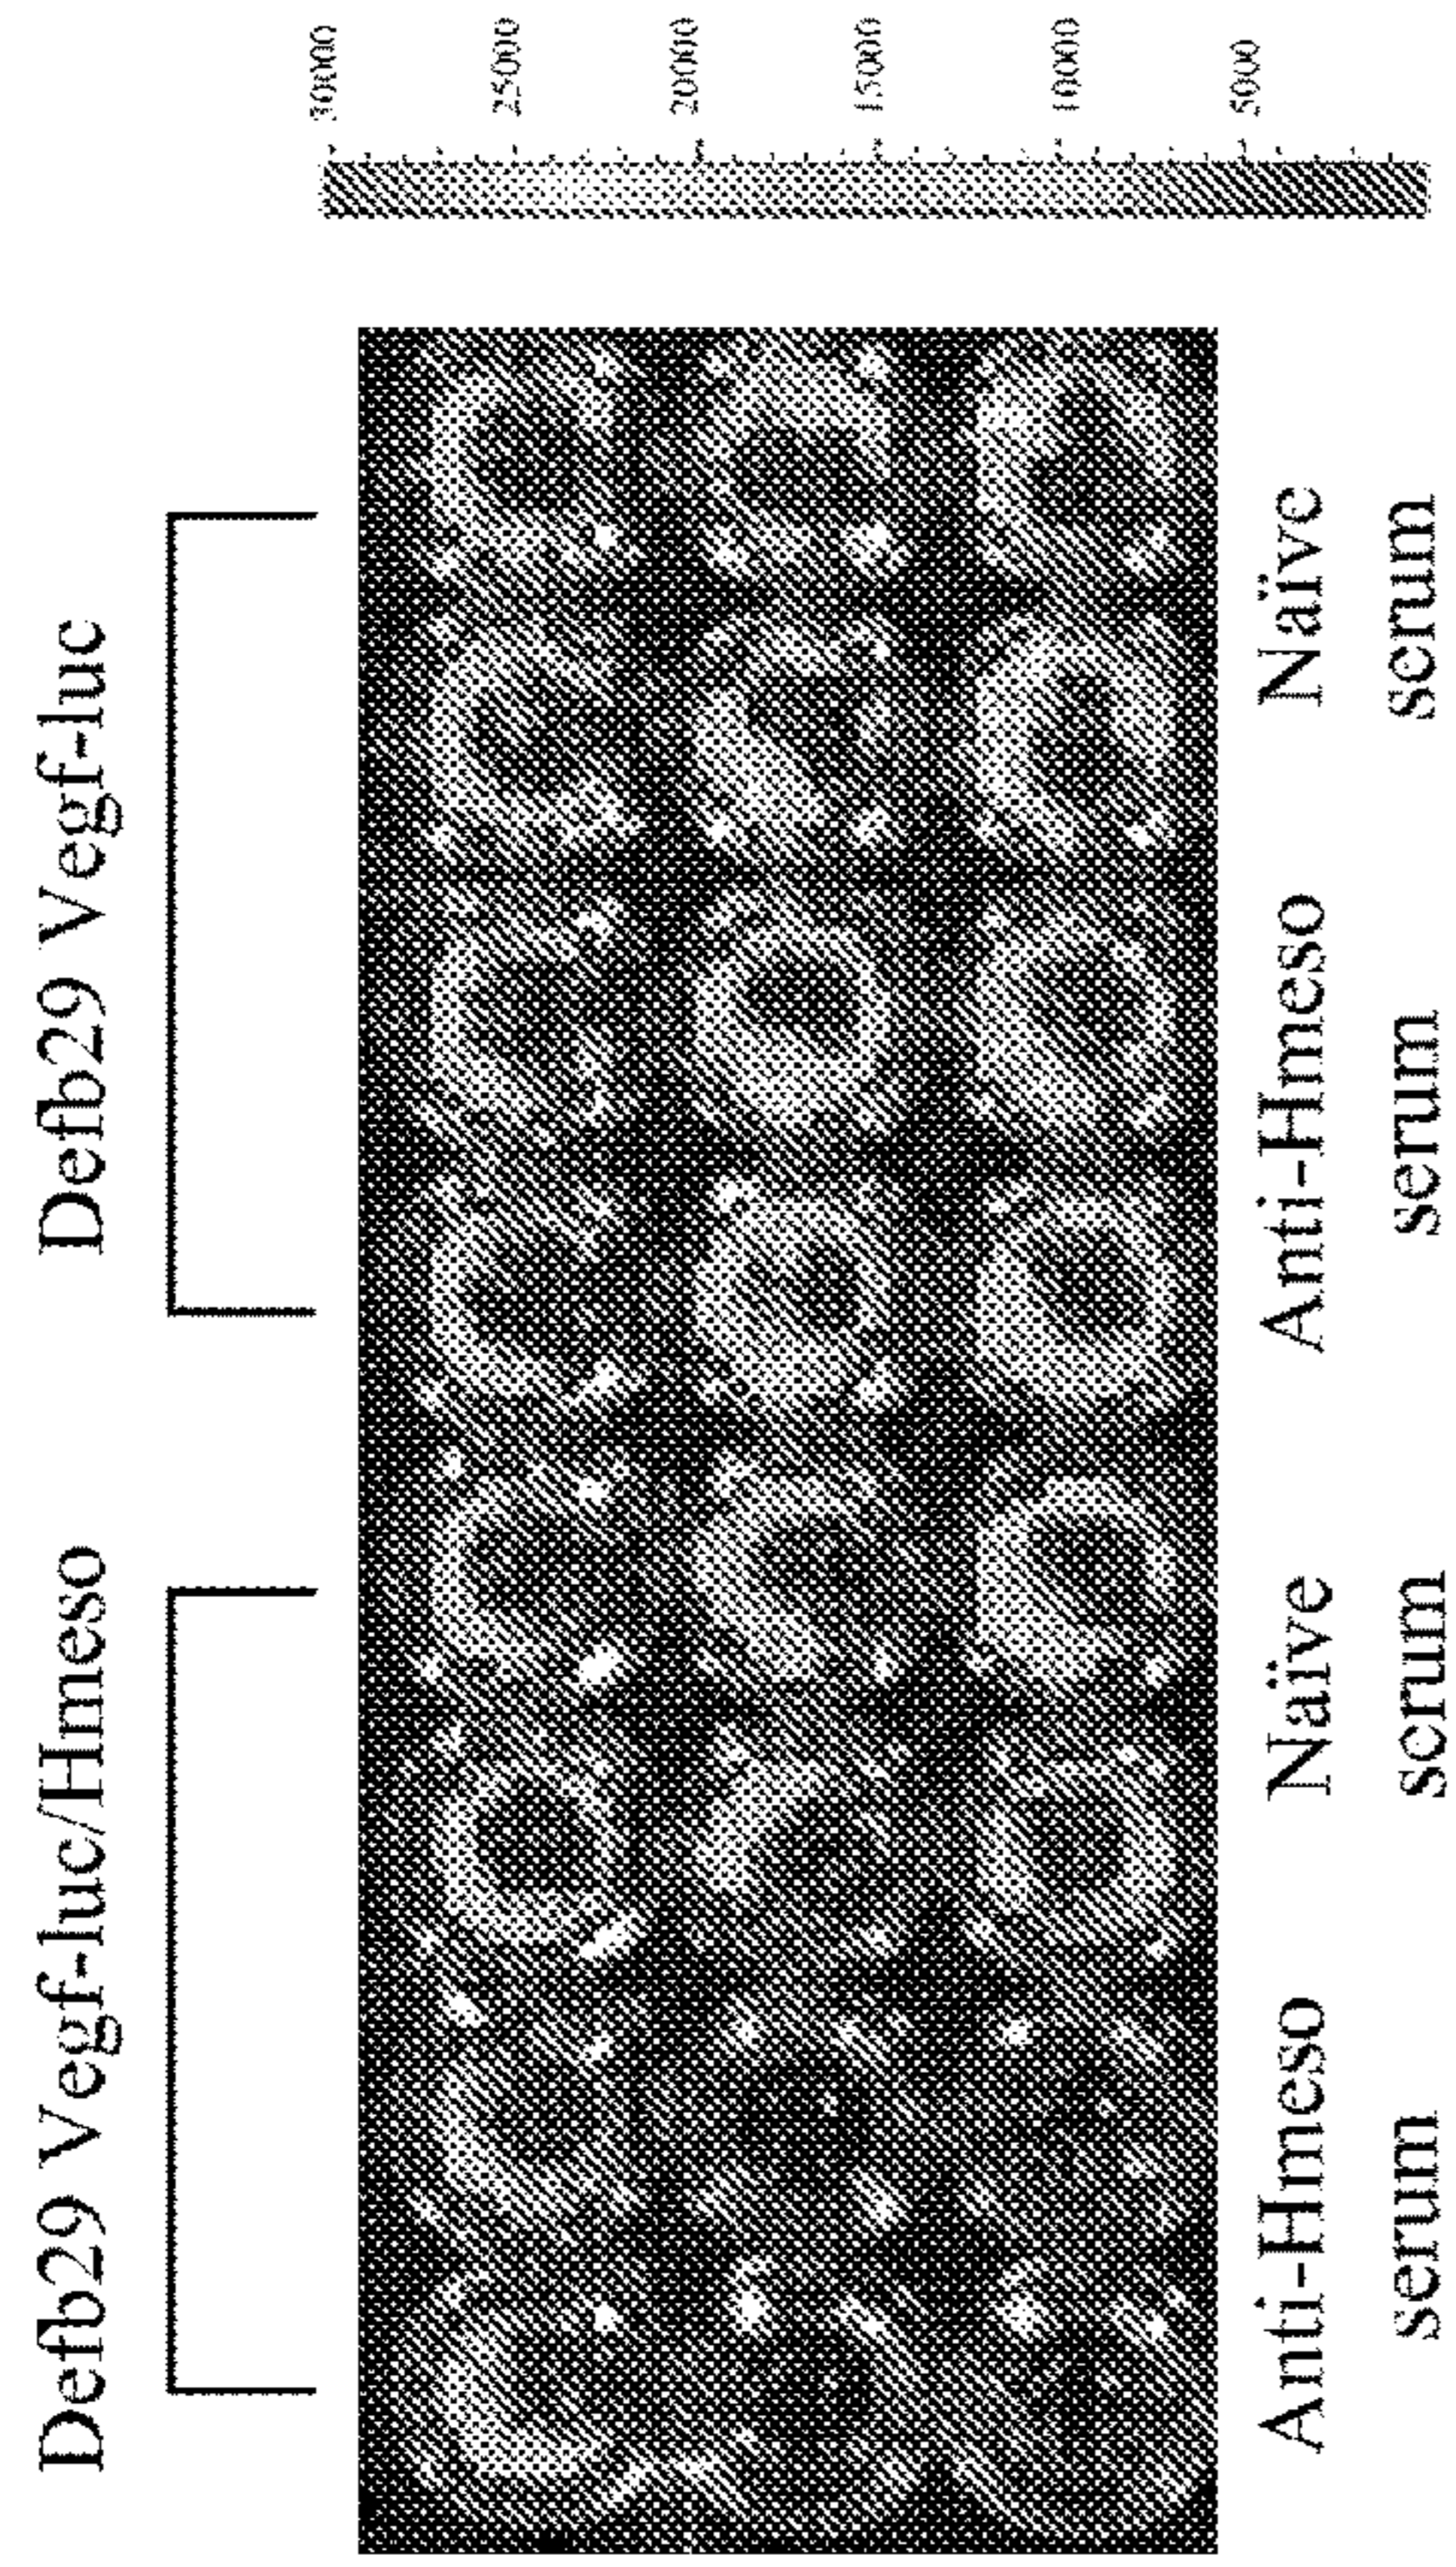 Defb29 Vegf-luc/Hmeso
Defb29 Vegf-luc
30000
25000
20000
15000
10000
5000
Anti-Hmeso
serum
Naïve
serum
Anti-Hmeso
serum
Naïve
serum